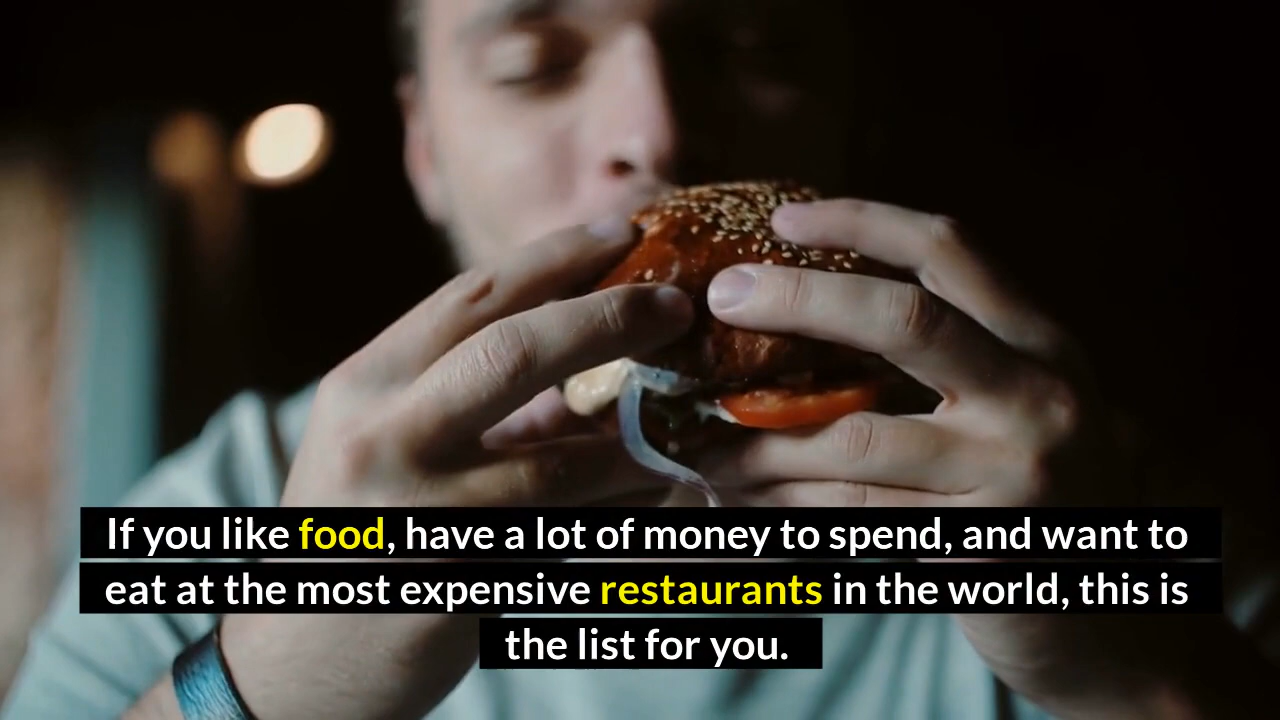 If you like food, have a lot of money to spend, and want to
eat at the most expensive restaurants in the world, this is
the list for you.